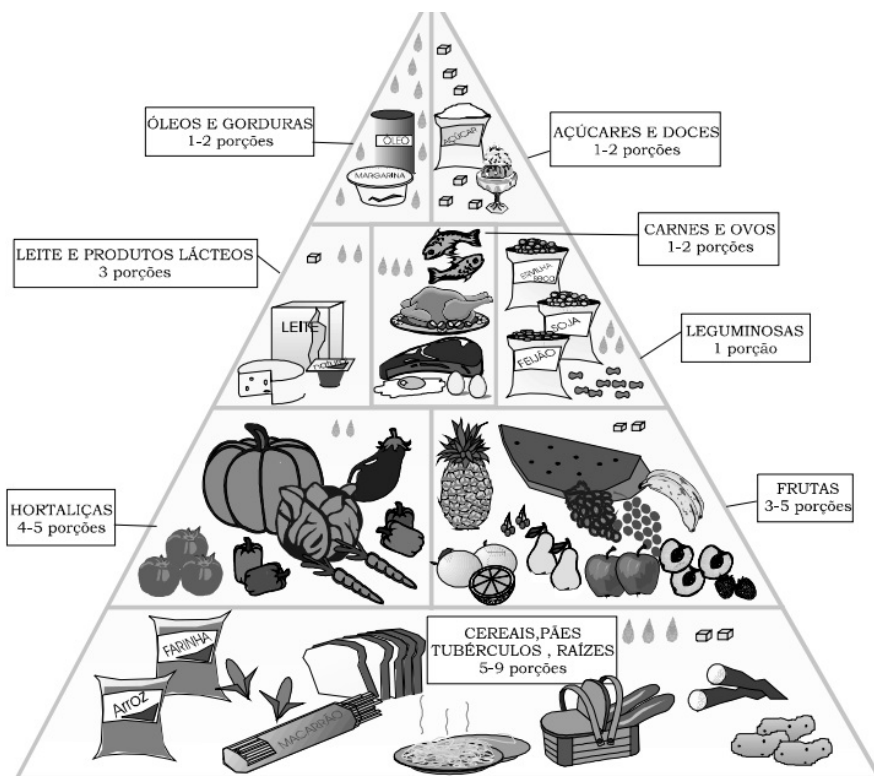 ÓLEOS E GORDURAS
1-2 porções
AÇÚCARES E DOCES
1-2 porções
ÓLEO
AÇÚCAR
MARGARINA
CARNES E OVOS
1-2 porções
LEITE E PRODUTOS LÁCTEOS
3 porções
ERVILHA
SECA
LEITE
SOJA
FEIJÃO
LEGUMINOSAS
1 porção
HORTALIÇAS
4-5 porções
FRUTAS
3-5 porções
CEREAIS,PÃES
TUBÉRCULOS , RAÍZES
5-9 porções
FARINHA
Arroz
MACARRÃO